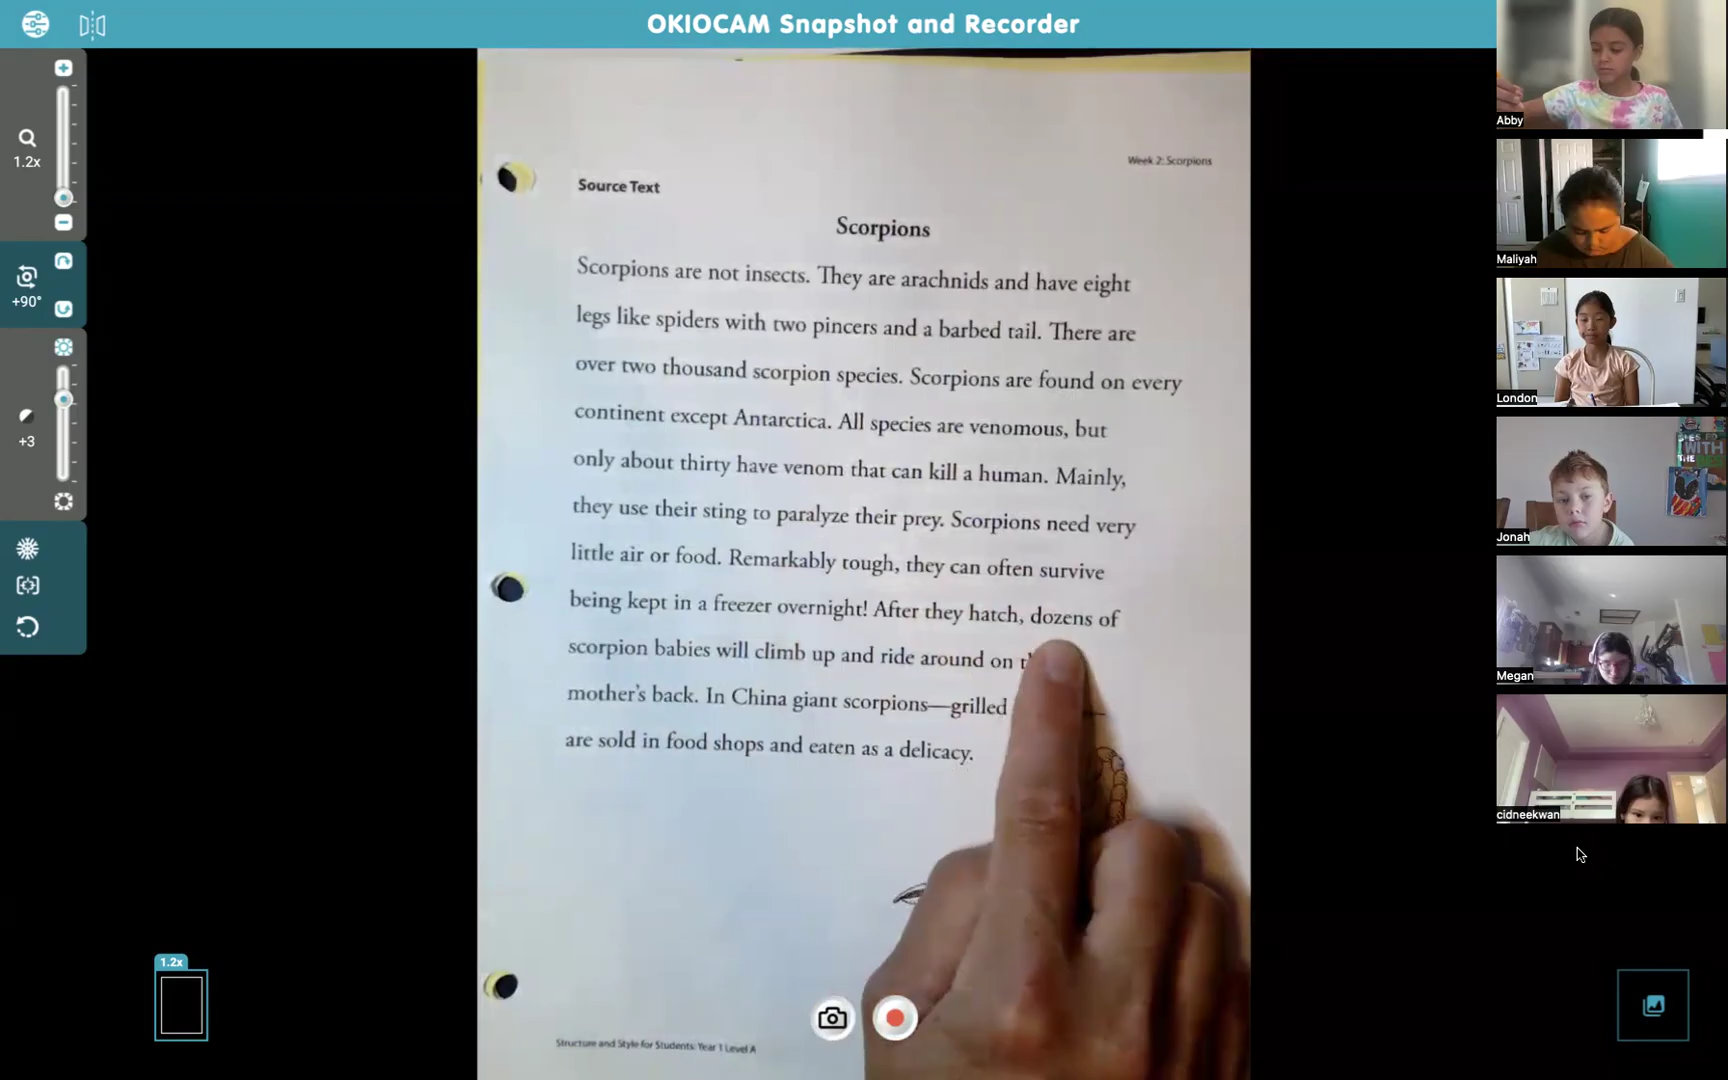 OKIOCAM Snapshot and Recorder
1.2x
+90°
+3
Week 2: Scorpions
Source Text
Scorpions
Scorpions are not insects. They are arachnids and have eight
legs like spiders with two pincers and a barbed tail. There are
over two thousand scorpion species. Scorpions are found on every
continent except Antarctica. All species are venomous, but
only about thirty have venom that can kill a human. Mainly,
they use their sting to paralyze their prey. Scorpions need very
little air or food. Remarkably tough, they can often survive
being kept in a freezer overnight! After they hatch, dozens of
scorpion babies will climb up and ride around on
mother's back. In China giant scorpions—grilled
are sold in food shops and eaten as a delicacy.
Structure and Style for Students: Year 1 Level A
1.2x
Abby
Maliyah
London
Jonah
WITH
THE
Megan
cidneekwan